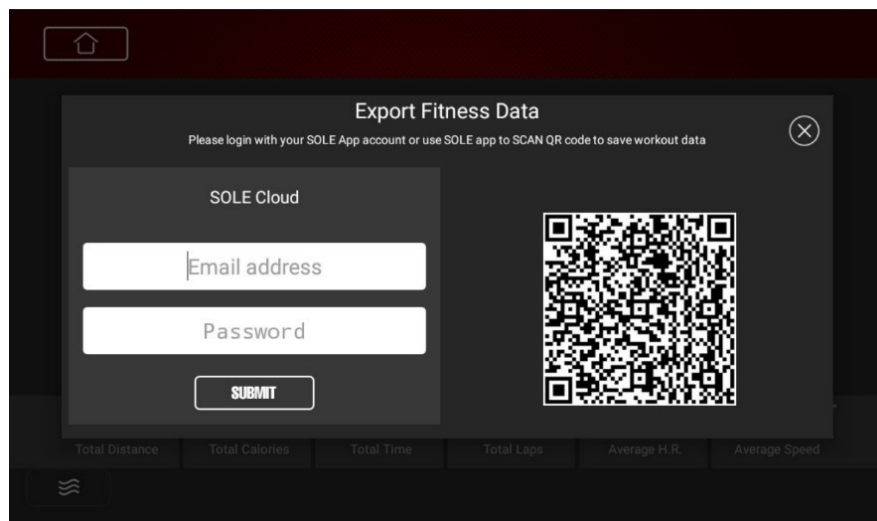 Export Fitness Data
Please login with your SOLE App account or use SOLE app to SCAN QR code to save workout data
SOLE Cloud
Email address
Password
SUBMIT
Total Distance
Total Calories
Total Time
Total Laps
Average H.R.
Average Speed